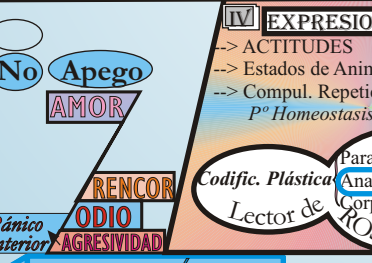 No Apego
AMOR
RENCOR
ODIO
AGRESIVIDAD
IV EXPRESIO
--> ACTITUDES
--> Estados de Anim
--> Compul. Repetic
Pº Homeostasis
Codific. Plástica
Lector de
Para
Ana
Corp